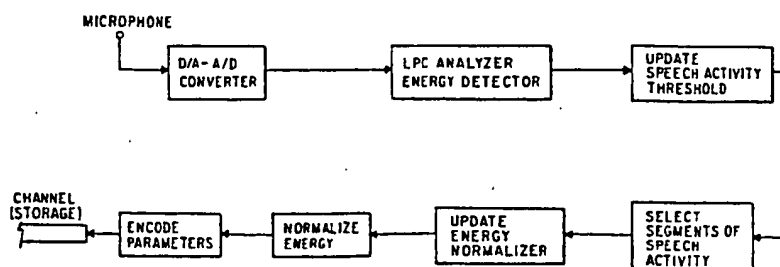 MICROPHONE
D/A-A/D
CONVERTER
LPC ANALYZER
ENERGY DETECTOR
UPDATE
SPEECH ACTIVITY
THRESHOLD
CHANNEL
[STORAGE]
ENCODE
PARAMETERS
NORMALIZE
ENERGY
UPDATE
ENERGY
NORMALIZER
SELECT
SEGMENTS OF
SPEECH
ACTIVITY